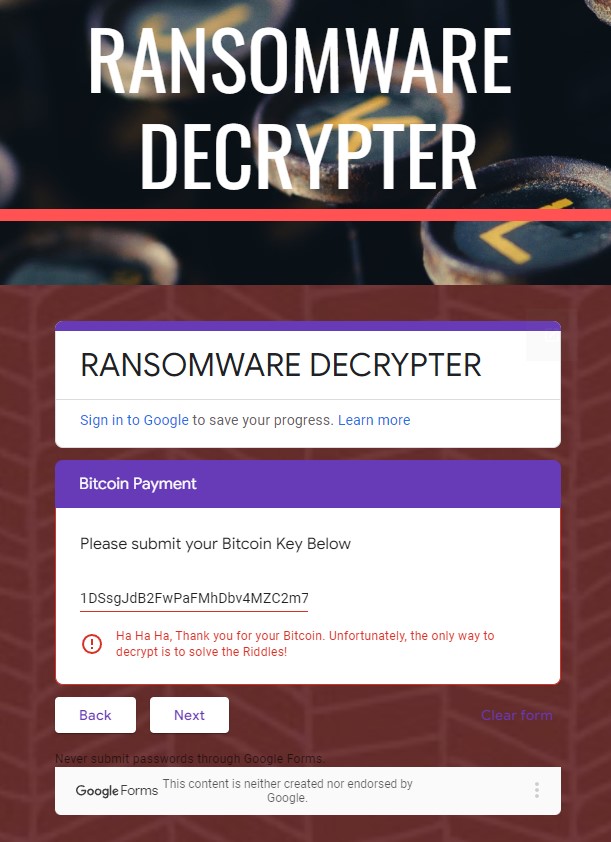 RANSOMWARE
DECRYPTER
RANSOMWARE DECRYPTER
Sign in to Google to save your progress. Learn more
Bitcoin Payment
Please submit your Bitcoin Key Below
1DSsgJdB2FwPaFMhDbv4MZC2m7
Ha Ha Ha, Thank you for your Bitcoin. Unfortunately, the only way to
decrypt is to solve the Riddles!
Back
Next
Clear form
Never submit passwords through Google Forms.
Google Forms
This content is neither created nor endorsed by
Google.